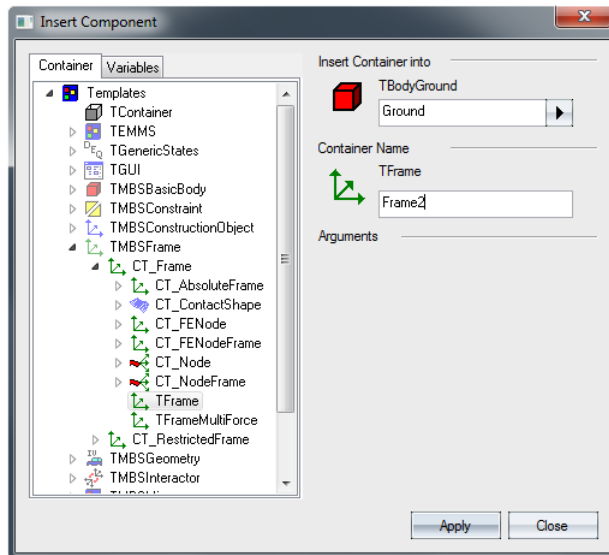 Insert Component
Container
Variables
Templates
TContainer
TEMMS
TGenericStates
TGUI
TMBSBasicBody
TMBSConstraint
TMBSConstructionObject
TMBSFrame
CT_Frame
CT_AbsoluteFrame
CT_ContactShape
CT_FENode
CT_FENodeFrame
CT_Node
CT_NodeFrame
TFrame
TFrameMultiForce
CT_RestrictedFrame
TMBSGeometry
TMBSInteractor
Insert Container into
TBodyGround
Ground
Container Name
TFrame
Frame2
Arguments
Apply
Close